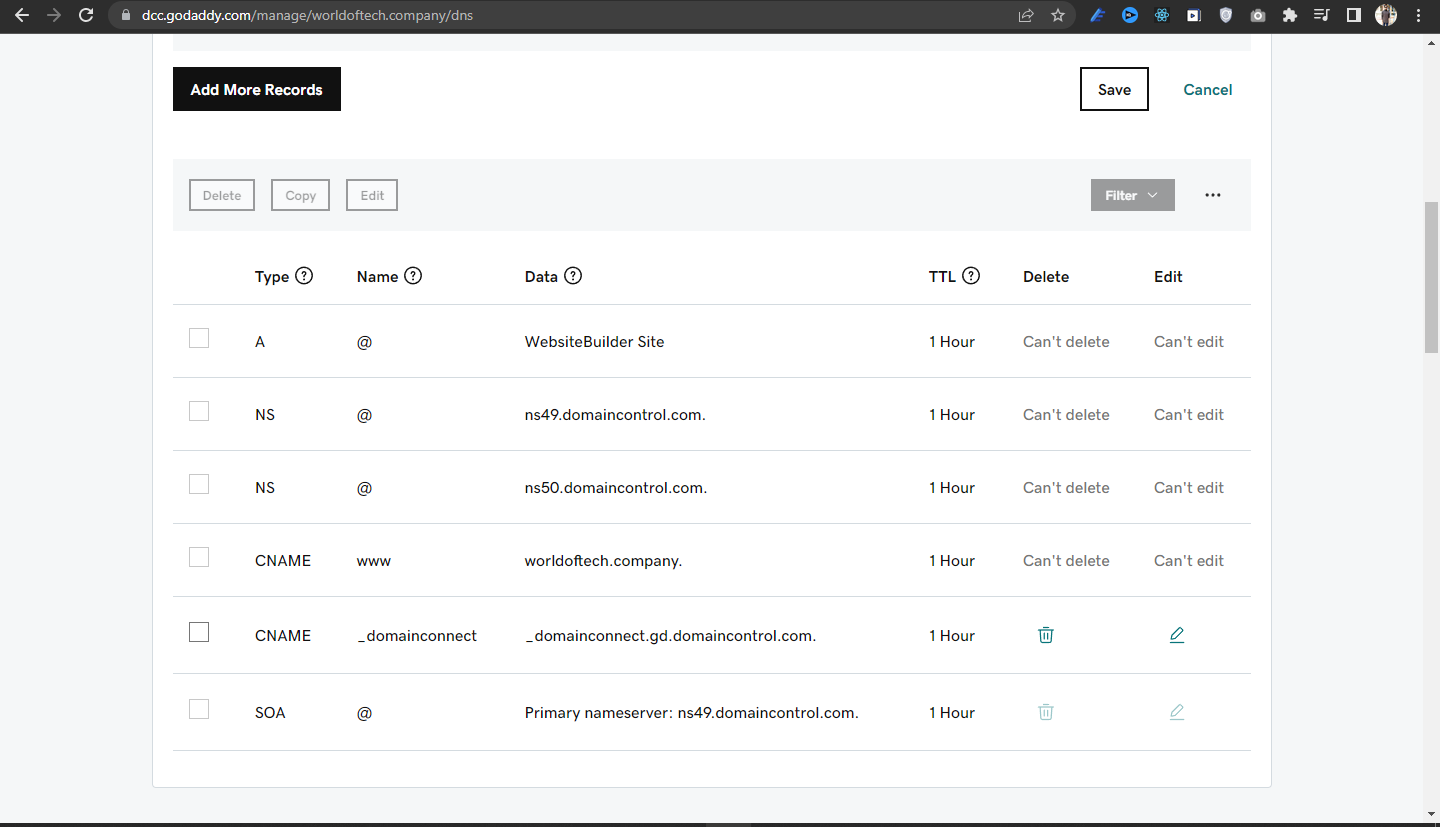 dcc.godaddy.com/manage/worldoftech.company/dns
Add More Records Save Cancel
Delete Copy Edit Filter
Type ? Name ? Data ? TTL ? Delete Edit
A @ WebsiteBuilder Site 1 Hour Can't delete Can't edit
NS @ ns49.domaincontrol.com. 1 Hour Can't delete Can't edit
NS @ ns50.domaincontrol.com. 1 Hour Can't delete Can't edit
CNAME www worldoftech.company. 1 Hour Can't delete Can't edit
CNAME _domainconnect _domainconnect.gd.domaincontrol.com. 1 Hour
SOA @ Primary nameserver: ns49.domaincontrol.com. 1 Hour